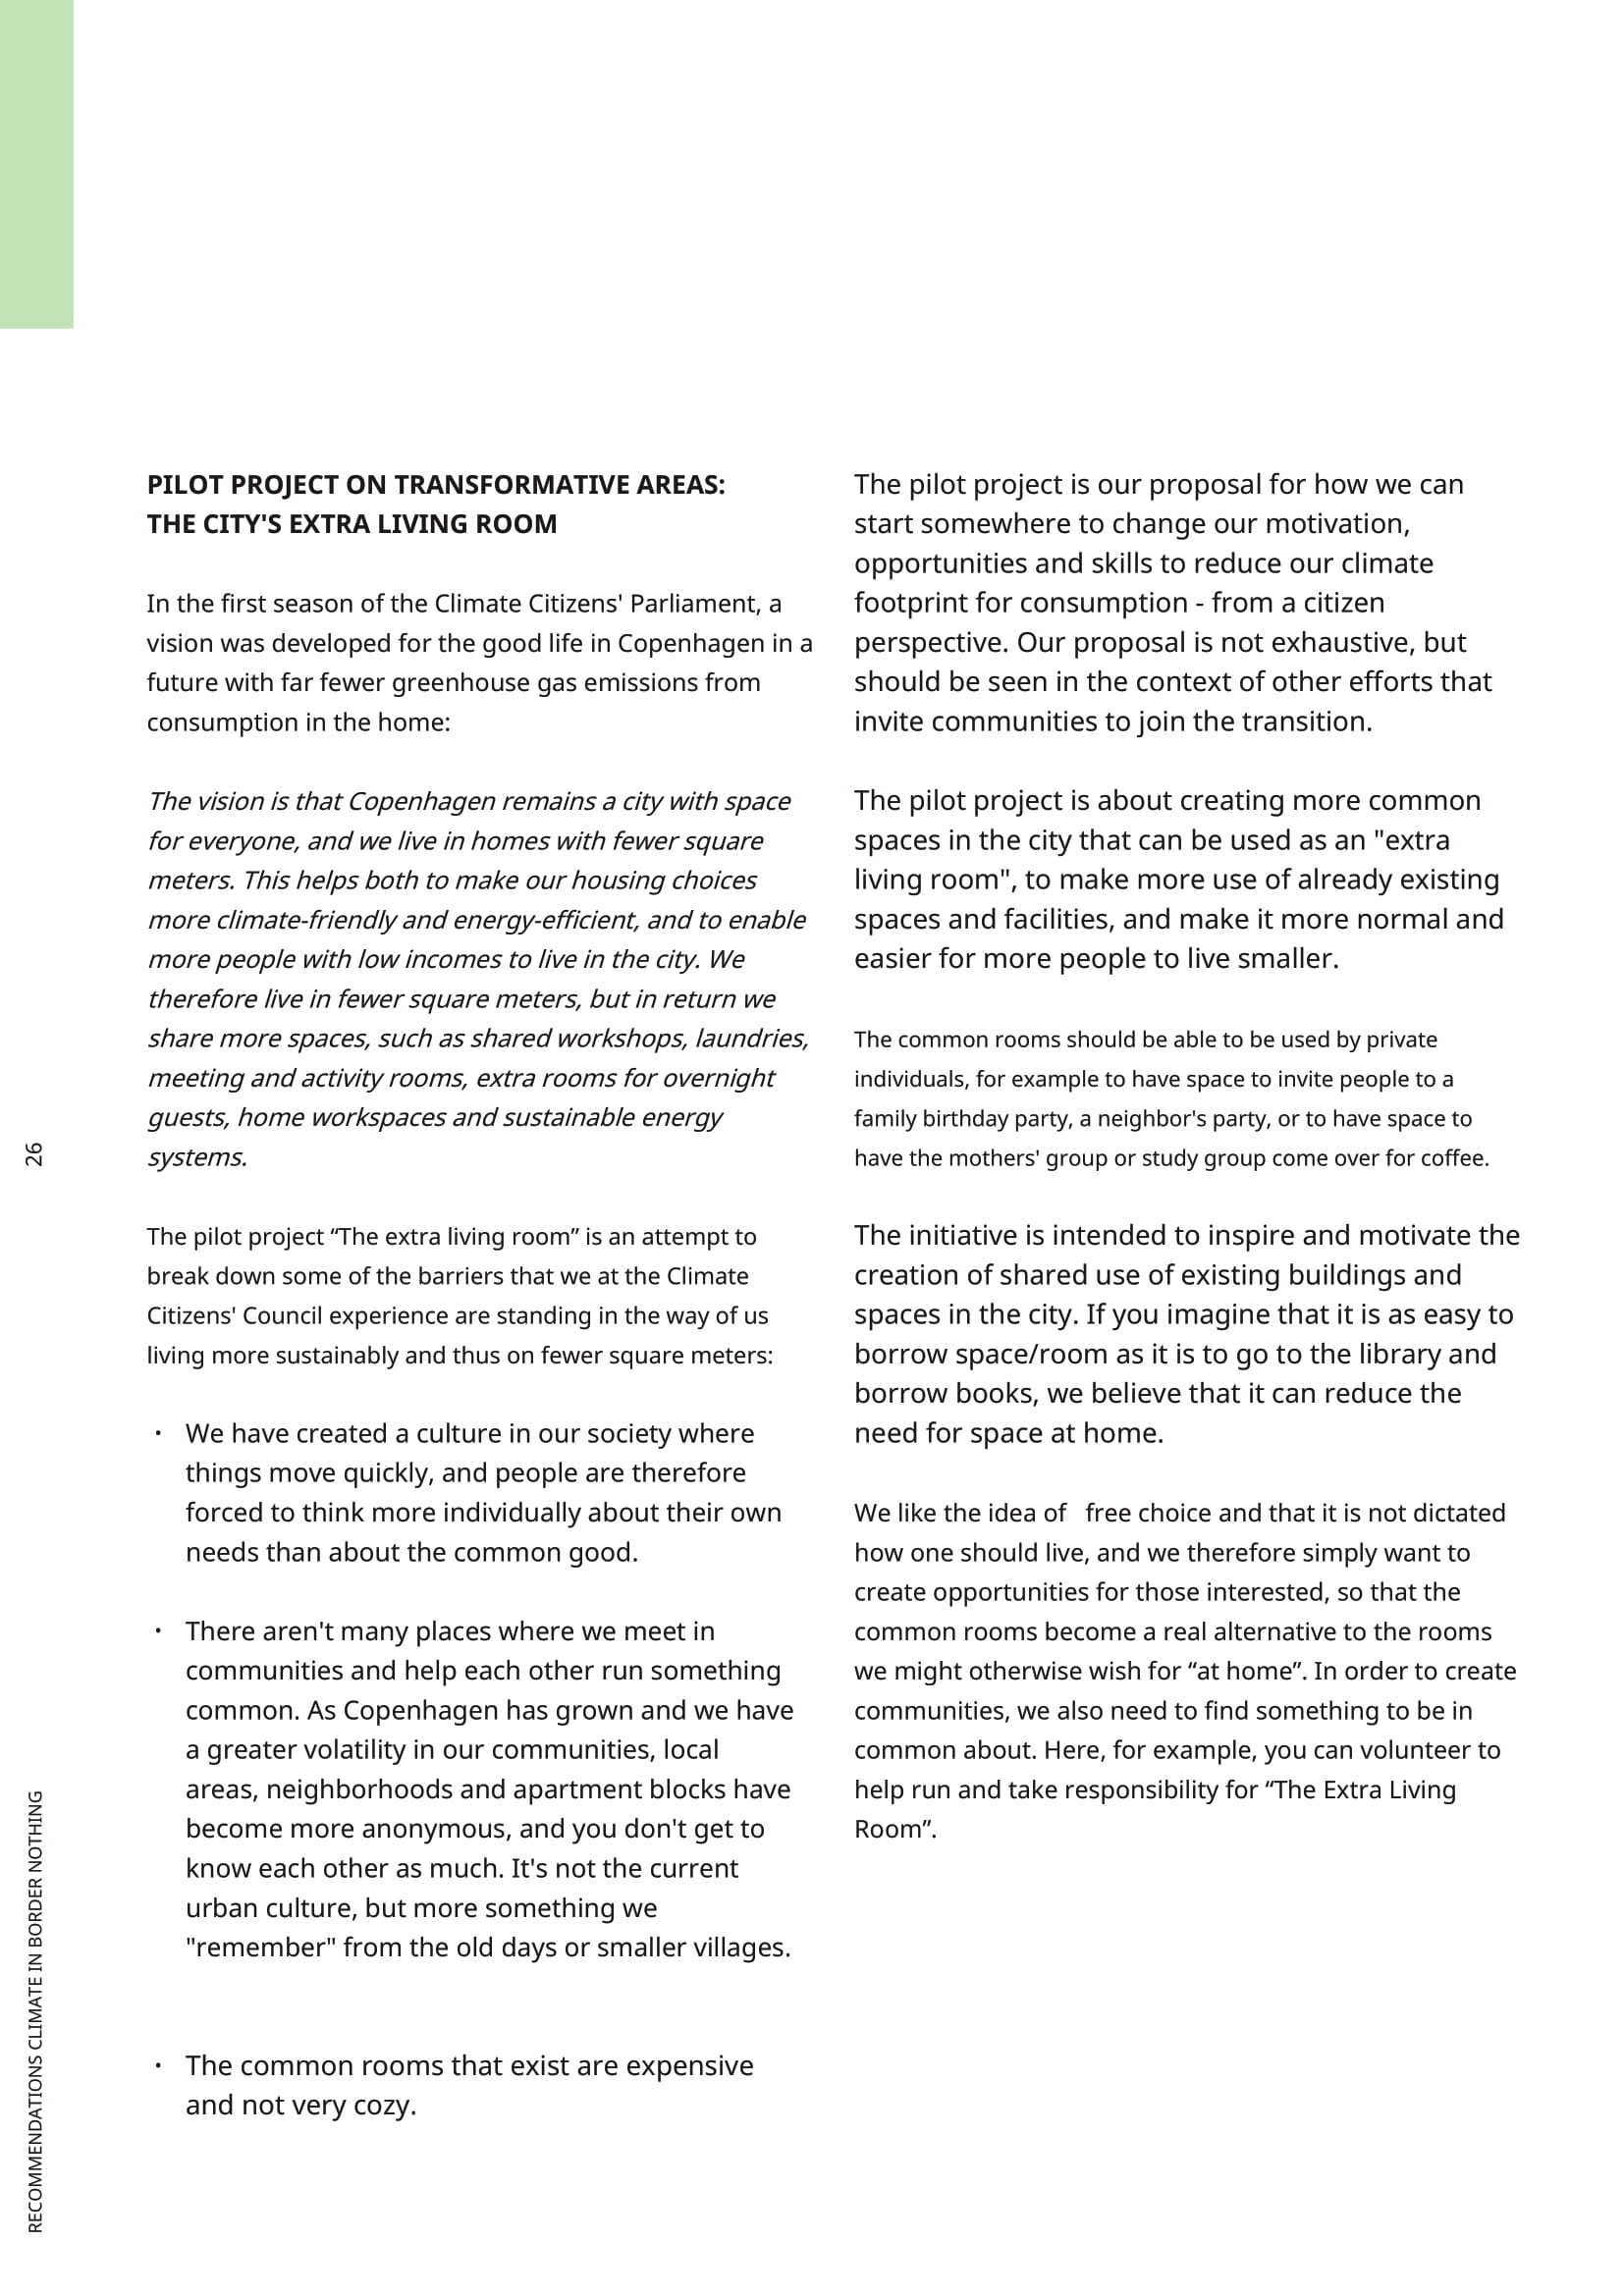 PILOT PROJECT ON TRANSFORMATIVE AREAS:
THE CITY'S EXTRA LIVING ROOM
In the first season of the Climate Citizens' Parliament, a
vision was developed for the good life in Copenhagen in a
future with far fewer greenhouse gas emissions from
consumption in the home:
The vision is that Copenhagen remains a city with space
for everyone, and we live in homes with fewer square
meters. This helps both to make our housing choices
more climate-friendly and energy-efficient, and to enable
more people with low incomes to live in the city. We
therefore live in fewer square meters, but in return we
share more spaces, such as shared workshops, laundries,
meeting and activity rooms, extra rooms for overnight
guests, home workspaces and sustainable energy
systems.
The pilot project “The extra living room” is an attempt to
break down some of the barriers that we at the Climate
Citizens' Council experience are standing in the way of us
living more sustainably and thus on fewer square meters:
• We have created a culture in our society where
things move quickly, and people are therefore
forced to think more individually about their own
needs than about the common good.
• There aren't many places where we meet in
communities and help each other run something
common. As Copenhagen has grown and we have
a greater volatility in our communities, local
areas, neighborhoods and apartment blocks have
become more anonymous, and you don't get to
know each other as much. It's not the current
urban culture, but more something we
"remember" from the old days or smaller villages.
• The common rooms that exist are expensive
and not very cozy.
The pilot project is our proposal for how we can
start somewhere to change our motivation,
opportunities and skills to reduce our climate
footprint for consumption - from a citizen
perspective. Our proposal is not exhaustive, but
should be seen in the context of other efforts that
invite communities to join the transition.
The pilot project is about creating more common
spaces in the city that can be used as an "extra
living room", to make more use of already existing
spaces and facilities, and make it more normal and
easier for more people to live smaller.
The common rooms should be able to be used by private
individuals, for example to have space to invite people to a
family birthday party, a neighbor's party, or to have space to
have the mothers' group or study group come over for coffee.
The initiative is intended to inspire and motivate the
creation of shared use of existing buildings and
spaces in the city. If you imagine that it is as easy to
borrow space/room as it is to go to the library and
borrow books, we believe that it can reduce the
need for space at home.
We like the idea of free choice and that it is not dictated
how one should live, and we therefore simply want to
create opportunities for those interested, so that the
common rooms become a real alternative to the rooms
we might otherwise wish for “at home”. In order to create
communities, we also need to find something to be in
common about. Here, for example, you can volunteer to
help run and take responsibility for “The Extra Living
Room”.
26
RECOMMENDATIONS CLIMATE IN BORDER NOTHING